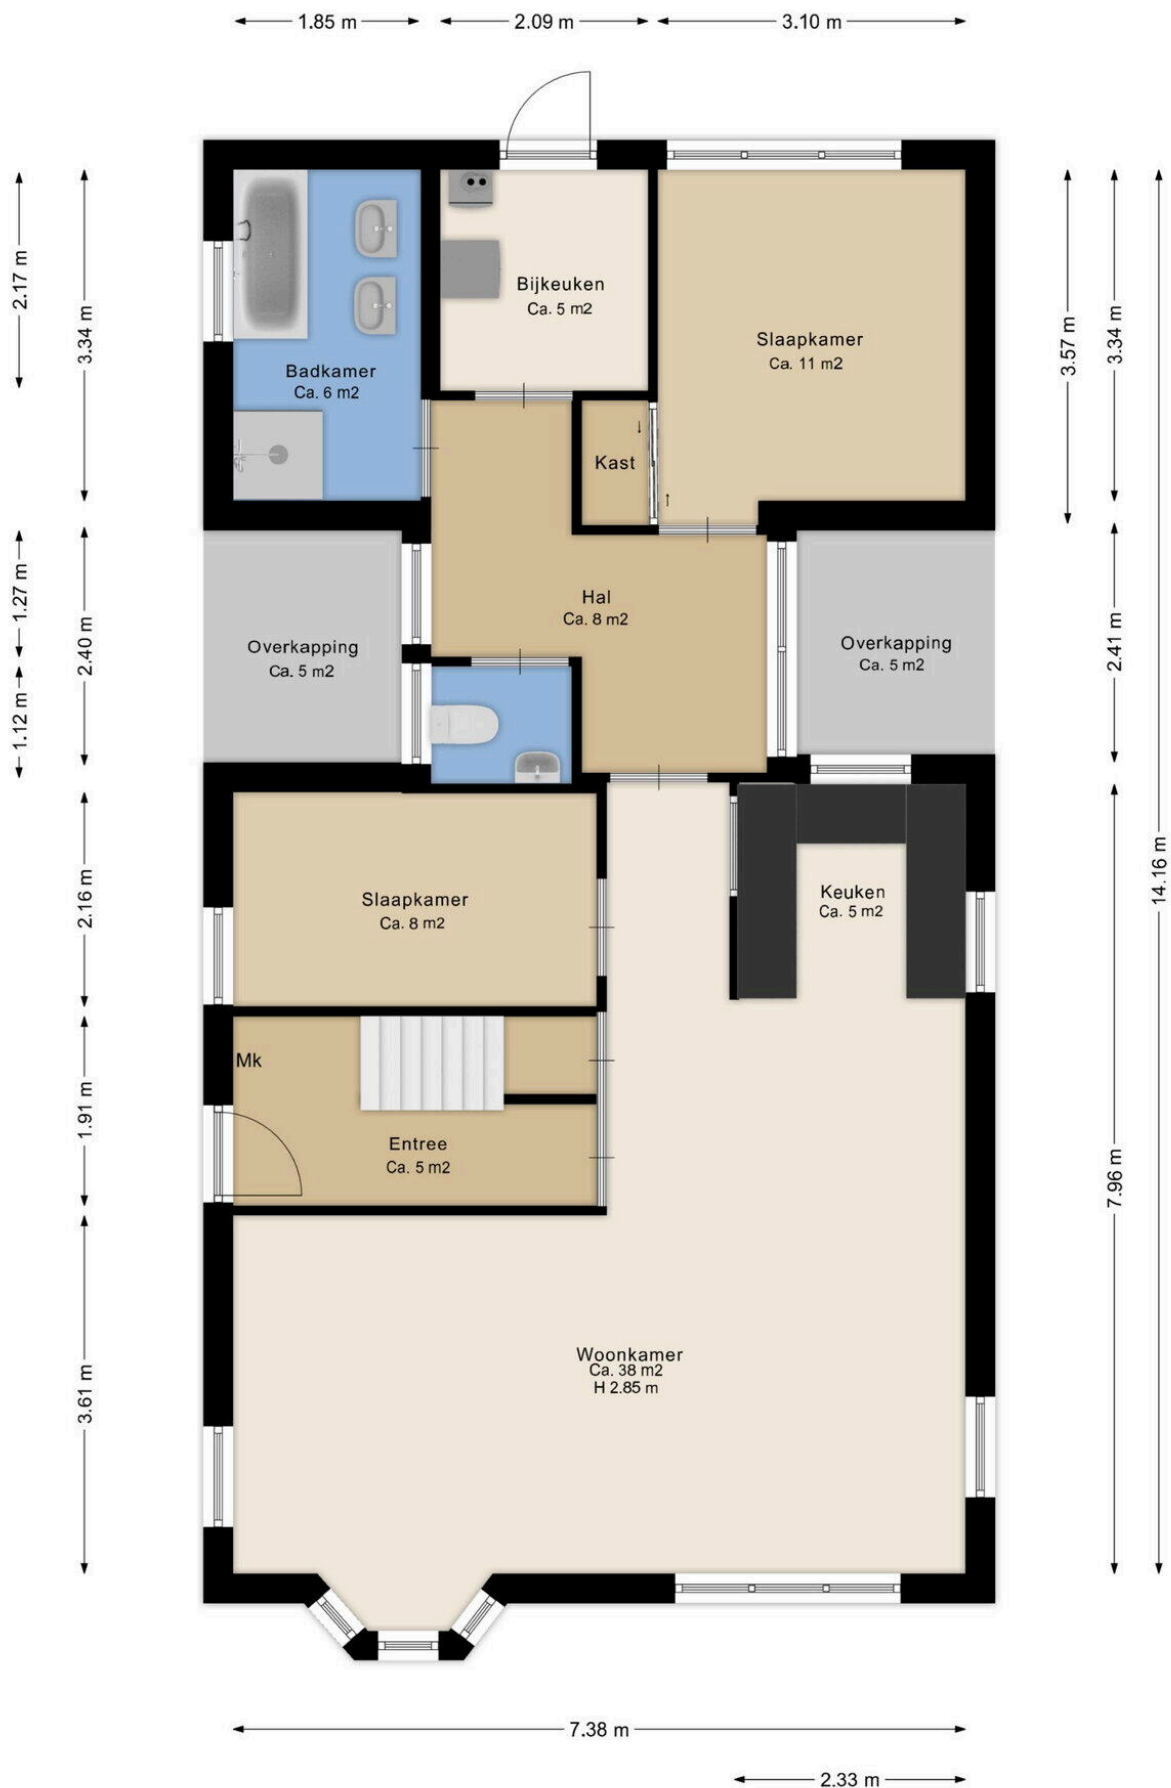 1.85 m
2.09 m
3.10 m
2.17 m
3.34 m
3.57 m
3.34 m
Bijkeuken
Ca. 5 m2
Slaapkamer
Ca. 11 m2
Badkamer
Ca. 6 m2
Kast
Hal
Ca. 8 m2
1.27 m
2.40 m
1.12 m
Overkapping
Ca. 5 m2
Overkapping
Ca. 5 m2
2.41 m
14.16 m
2.16 m
Slaapkamer
Ca. 8 m2
Keuken
Ca. 5 m2
Mk
1.91 m
Entree
Ca. 5 m2
7.96 m
3.61 m
Woonkamer
Ca. 38 m2
H 2.85 m
7.38 m
2.33 m